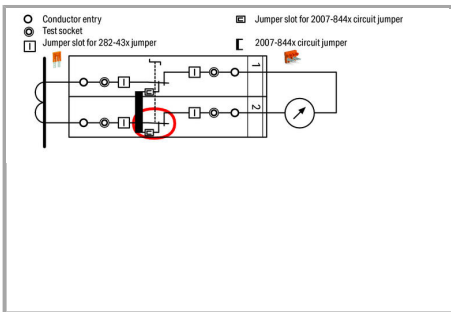 Conductor entry
Test socket
Jumper slot for 282-43x jumper
Jumper slot for 2007-844x circuit jumper
2007-844x circuit jumper
1
2